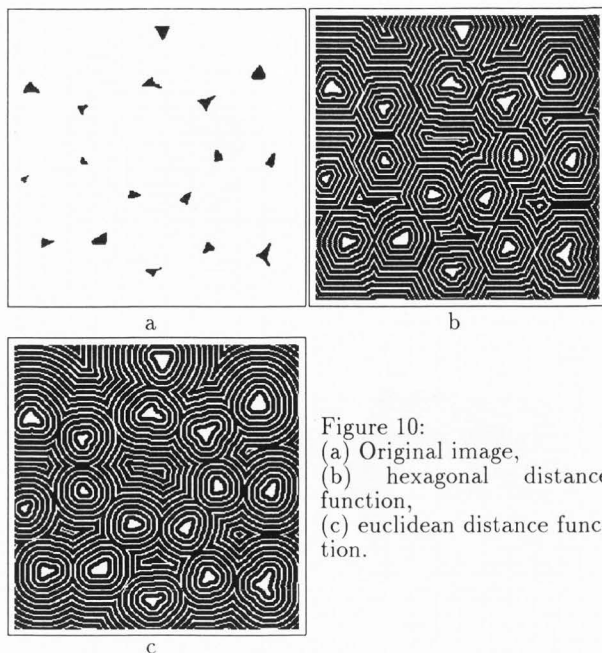 a
b
c
Figure 10:
(a) Original image,
(b) hexagonal distance
function,
(c) euclidean distance func-
tion.